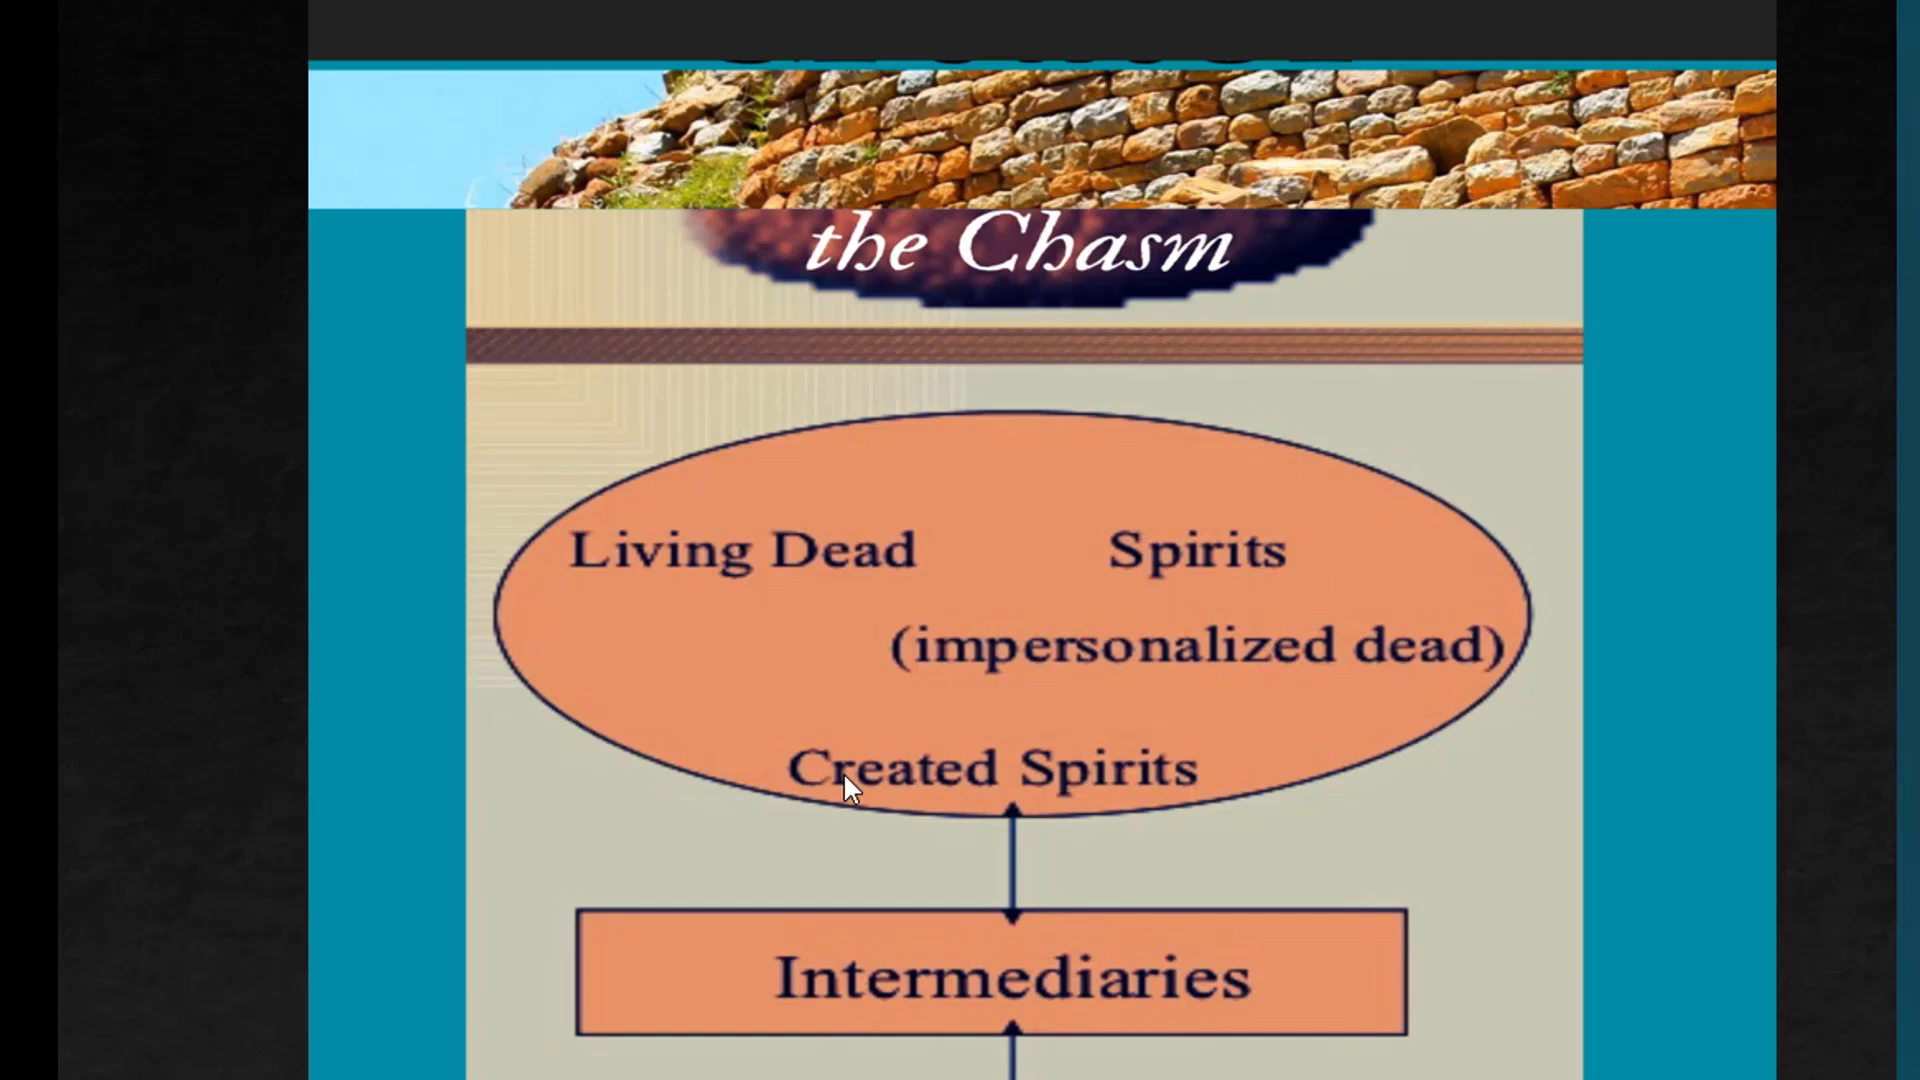 the Chasm
Living Dead Spirits
(impersonalized dead)
Created Spirits
Intermediaries